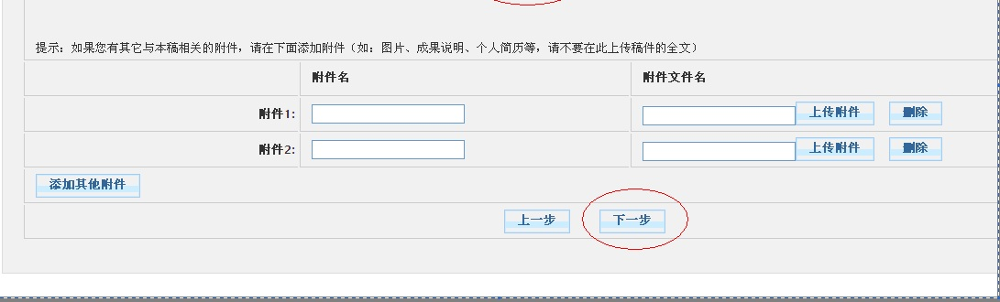 提示：如果您有其它与本稿相关的附件，请在下面添加附件（如：图片、成果说明、个人简历等，请不要在此上传稿件的全文）
附件名 附件文件名
附件1: 上传附件 删除
附件2: 上传附件 删除
添加其他附件
上一步 下一步